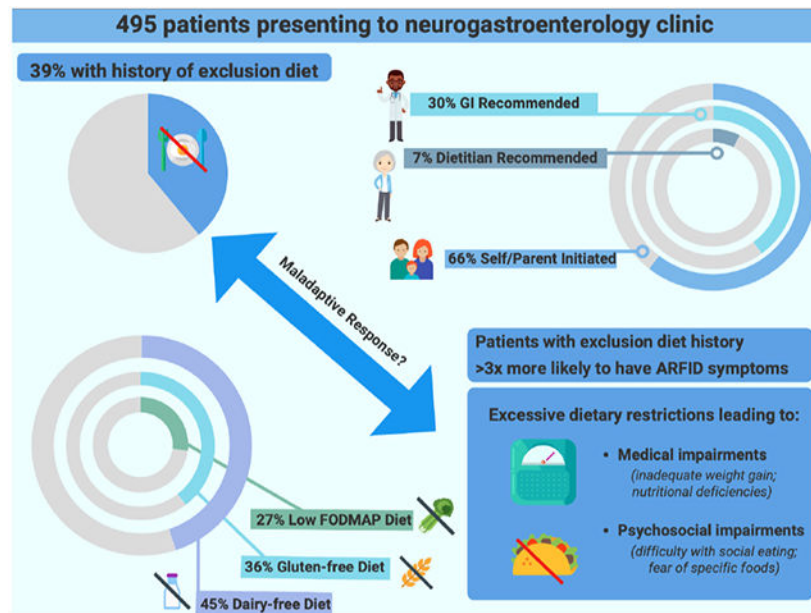 495 patients presenting to neurogastroenterology clinic
39% with history of exclusion diet
30% GI Recommended
7% Dietitian Recommended
66% Self/Parent Initiated
Maladaptive Response?
27% Low FODMAP Diet
36% Gluten-free Diet
45% Dairy-free Diet
Patients with exclusion diet history
>3x more likely to have ARFID symptoms
Excessive dietary restrictions leading to:
• Medical impairments
(inadequate weight gain;
nutritional deficiencies)
• Psychosocial impairments
(difficulty with social eating;
fear of specific foods)